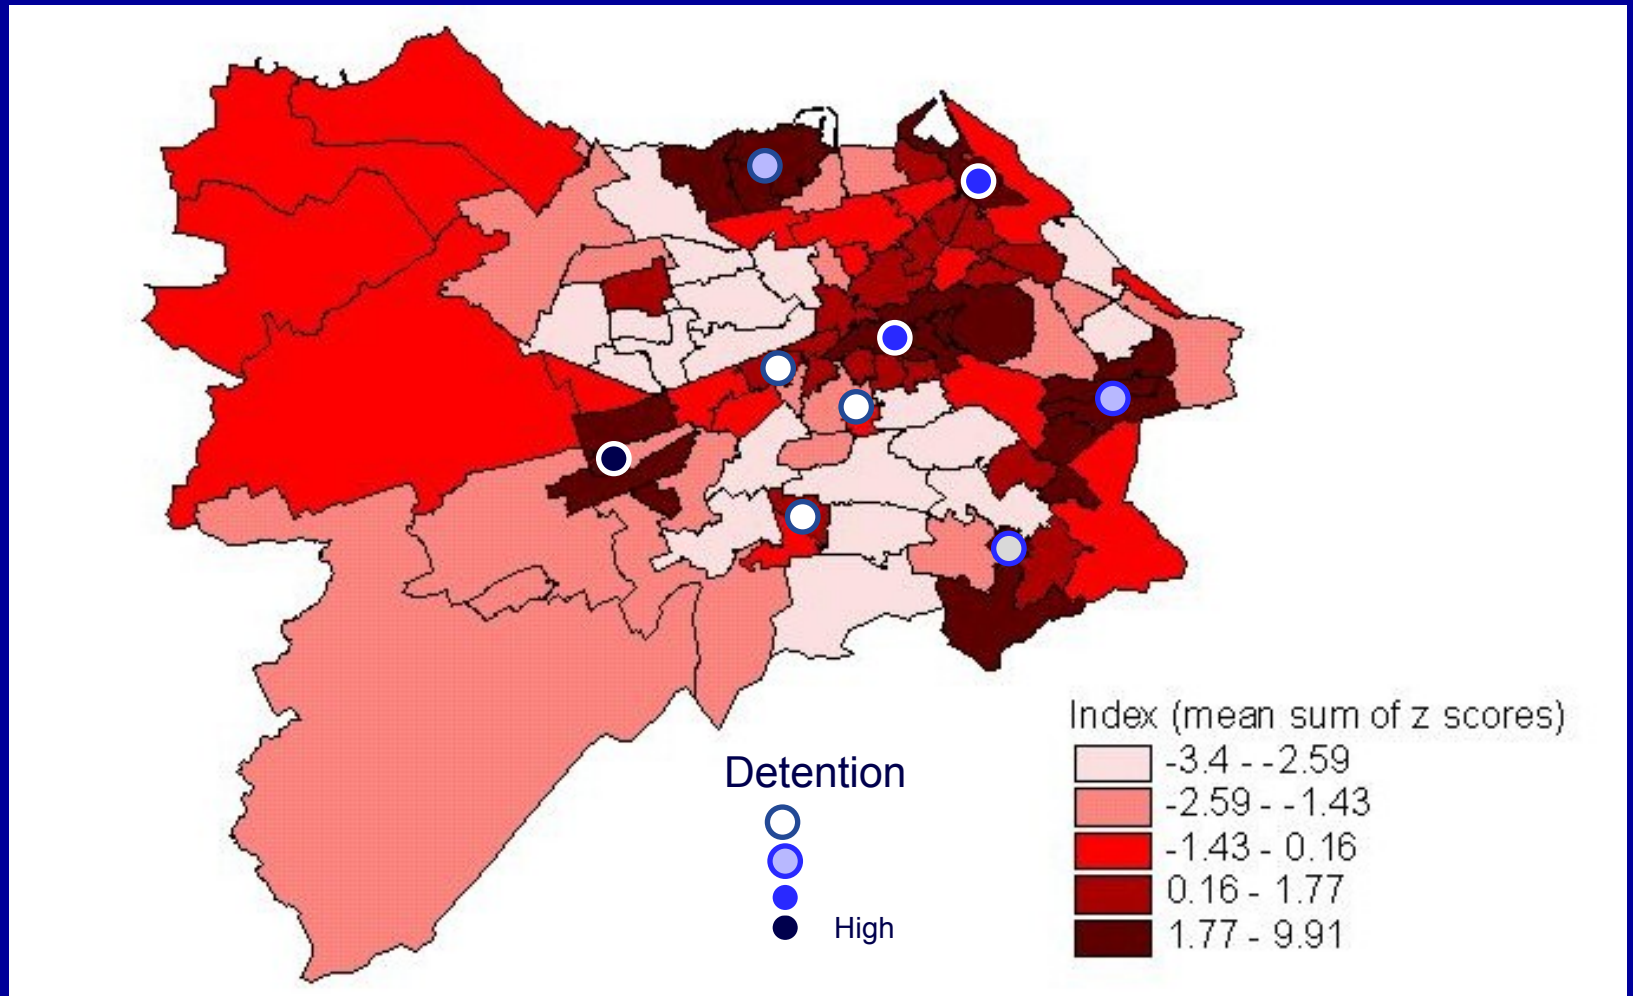 Detention
High
Index (mean sum of z scores)
-3.4 - -2.59
-2.59 - -1.43
-1.43 - 0.16
0.16 - 1.77
1.77 - 9.91